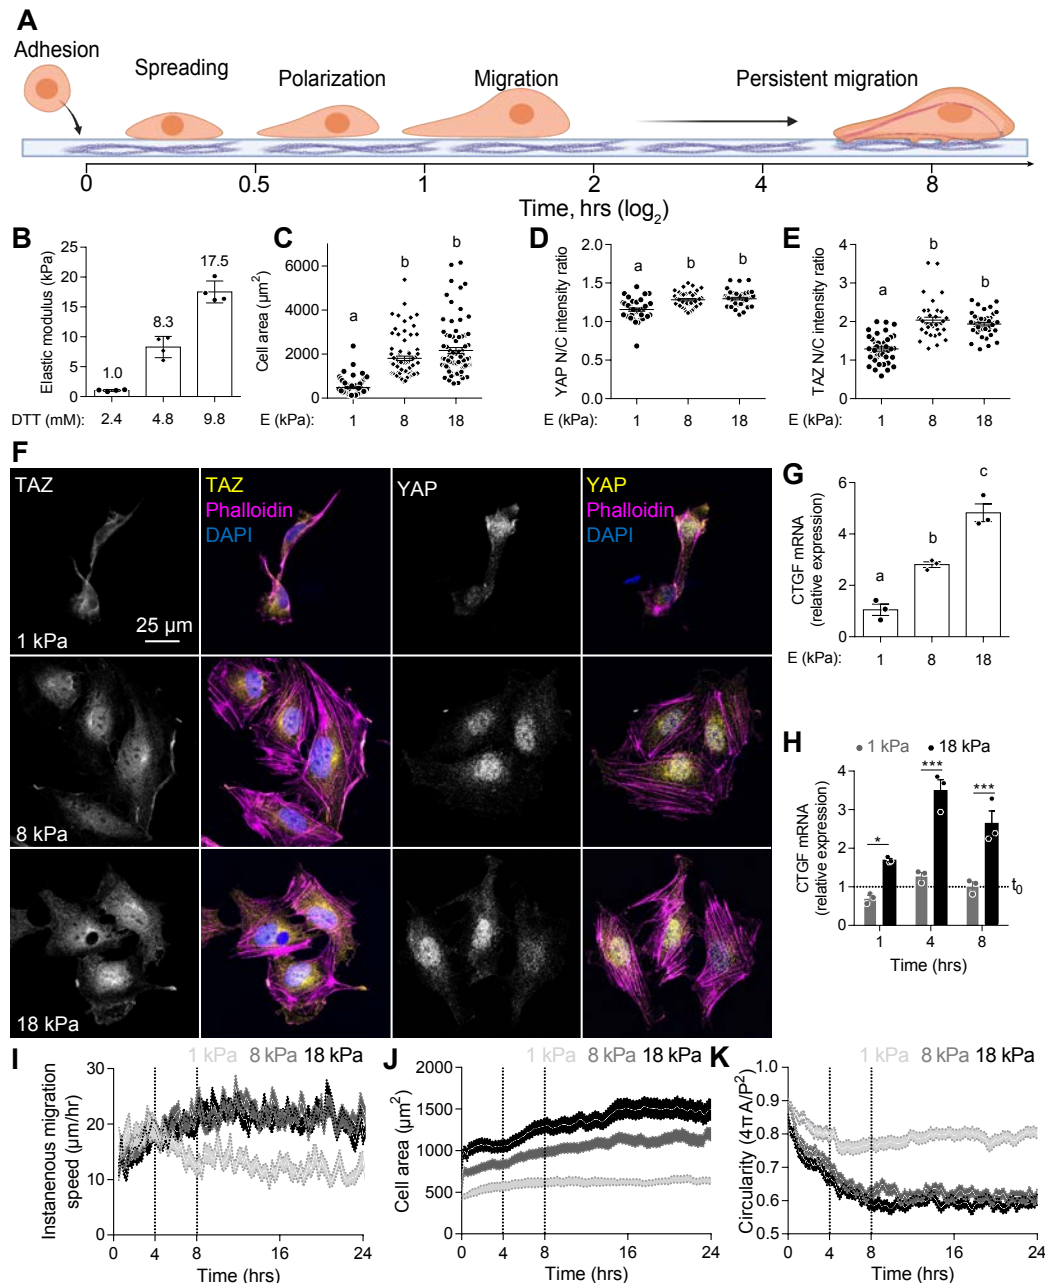 A
Adhesion
Spreading
Polarization
Migration
Persistent migration
0 0.5 1 2 4 8
Time, hrs (log2)
B
Elastic modulus (kPa)
25
20
15
10
5
0
1.0
8.3
17.5
DTT (mM): 2.4 4.8 9.8
C
Cell area (µm²)
6000
4000
2000
0
a b b
E (kPa): 1 8 18
D
YAP N/C intensity ratio
2.0
1.5
1.0
0.5
0.0
a b b
E (kPa): 1 8 18
E
TAZ N/C intensity ratio
4
3
2
1
0
a b b
E (kPa): 1 8 18
F
TAZ
TAZ
Phalloidin
DAPI
YAP
YAP
Phalloidin
DAPI
25 µm
1 kPa
8 kPa
18 kPa
G
CTGF mRNA
(relative expression)
6
4
2
0
a b c
E (kPa): 1 8 18
H
1 kPa 18 kPa
CTGF mRNA
(relative expression)
4
3
2
1
0
* *** ***
t0
1 4 8
Time (hrs)
I
1 kPa 8 kPa 18 kPa
Instanenous migration
speed (µm/hr)
30
20
10
0
0 4 8 16 24
Time (hrs)
J
1 kPa 8 kPa 18 kPa
Cell area (µm²)
2000
1500
1000
500
0
0 4 8 16 24
Time (hrs)
K
1 kPa 8 kPa 18 kPa
Circularity (4πA/P²)
1.0
0.9
0.8
0.7
0.6
0.5
0 4 8 16 24
Time (hrs)